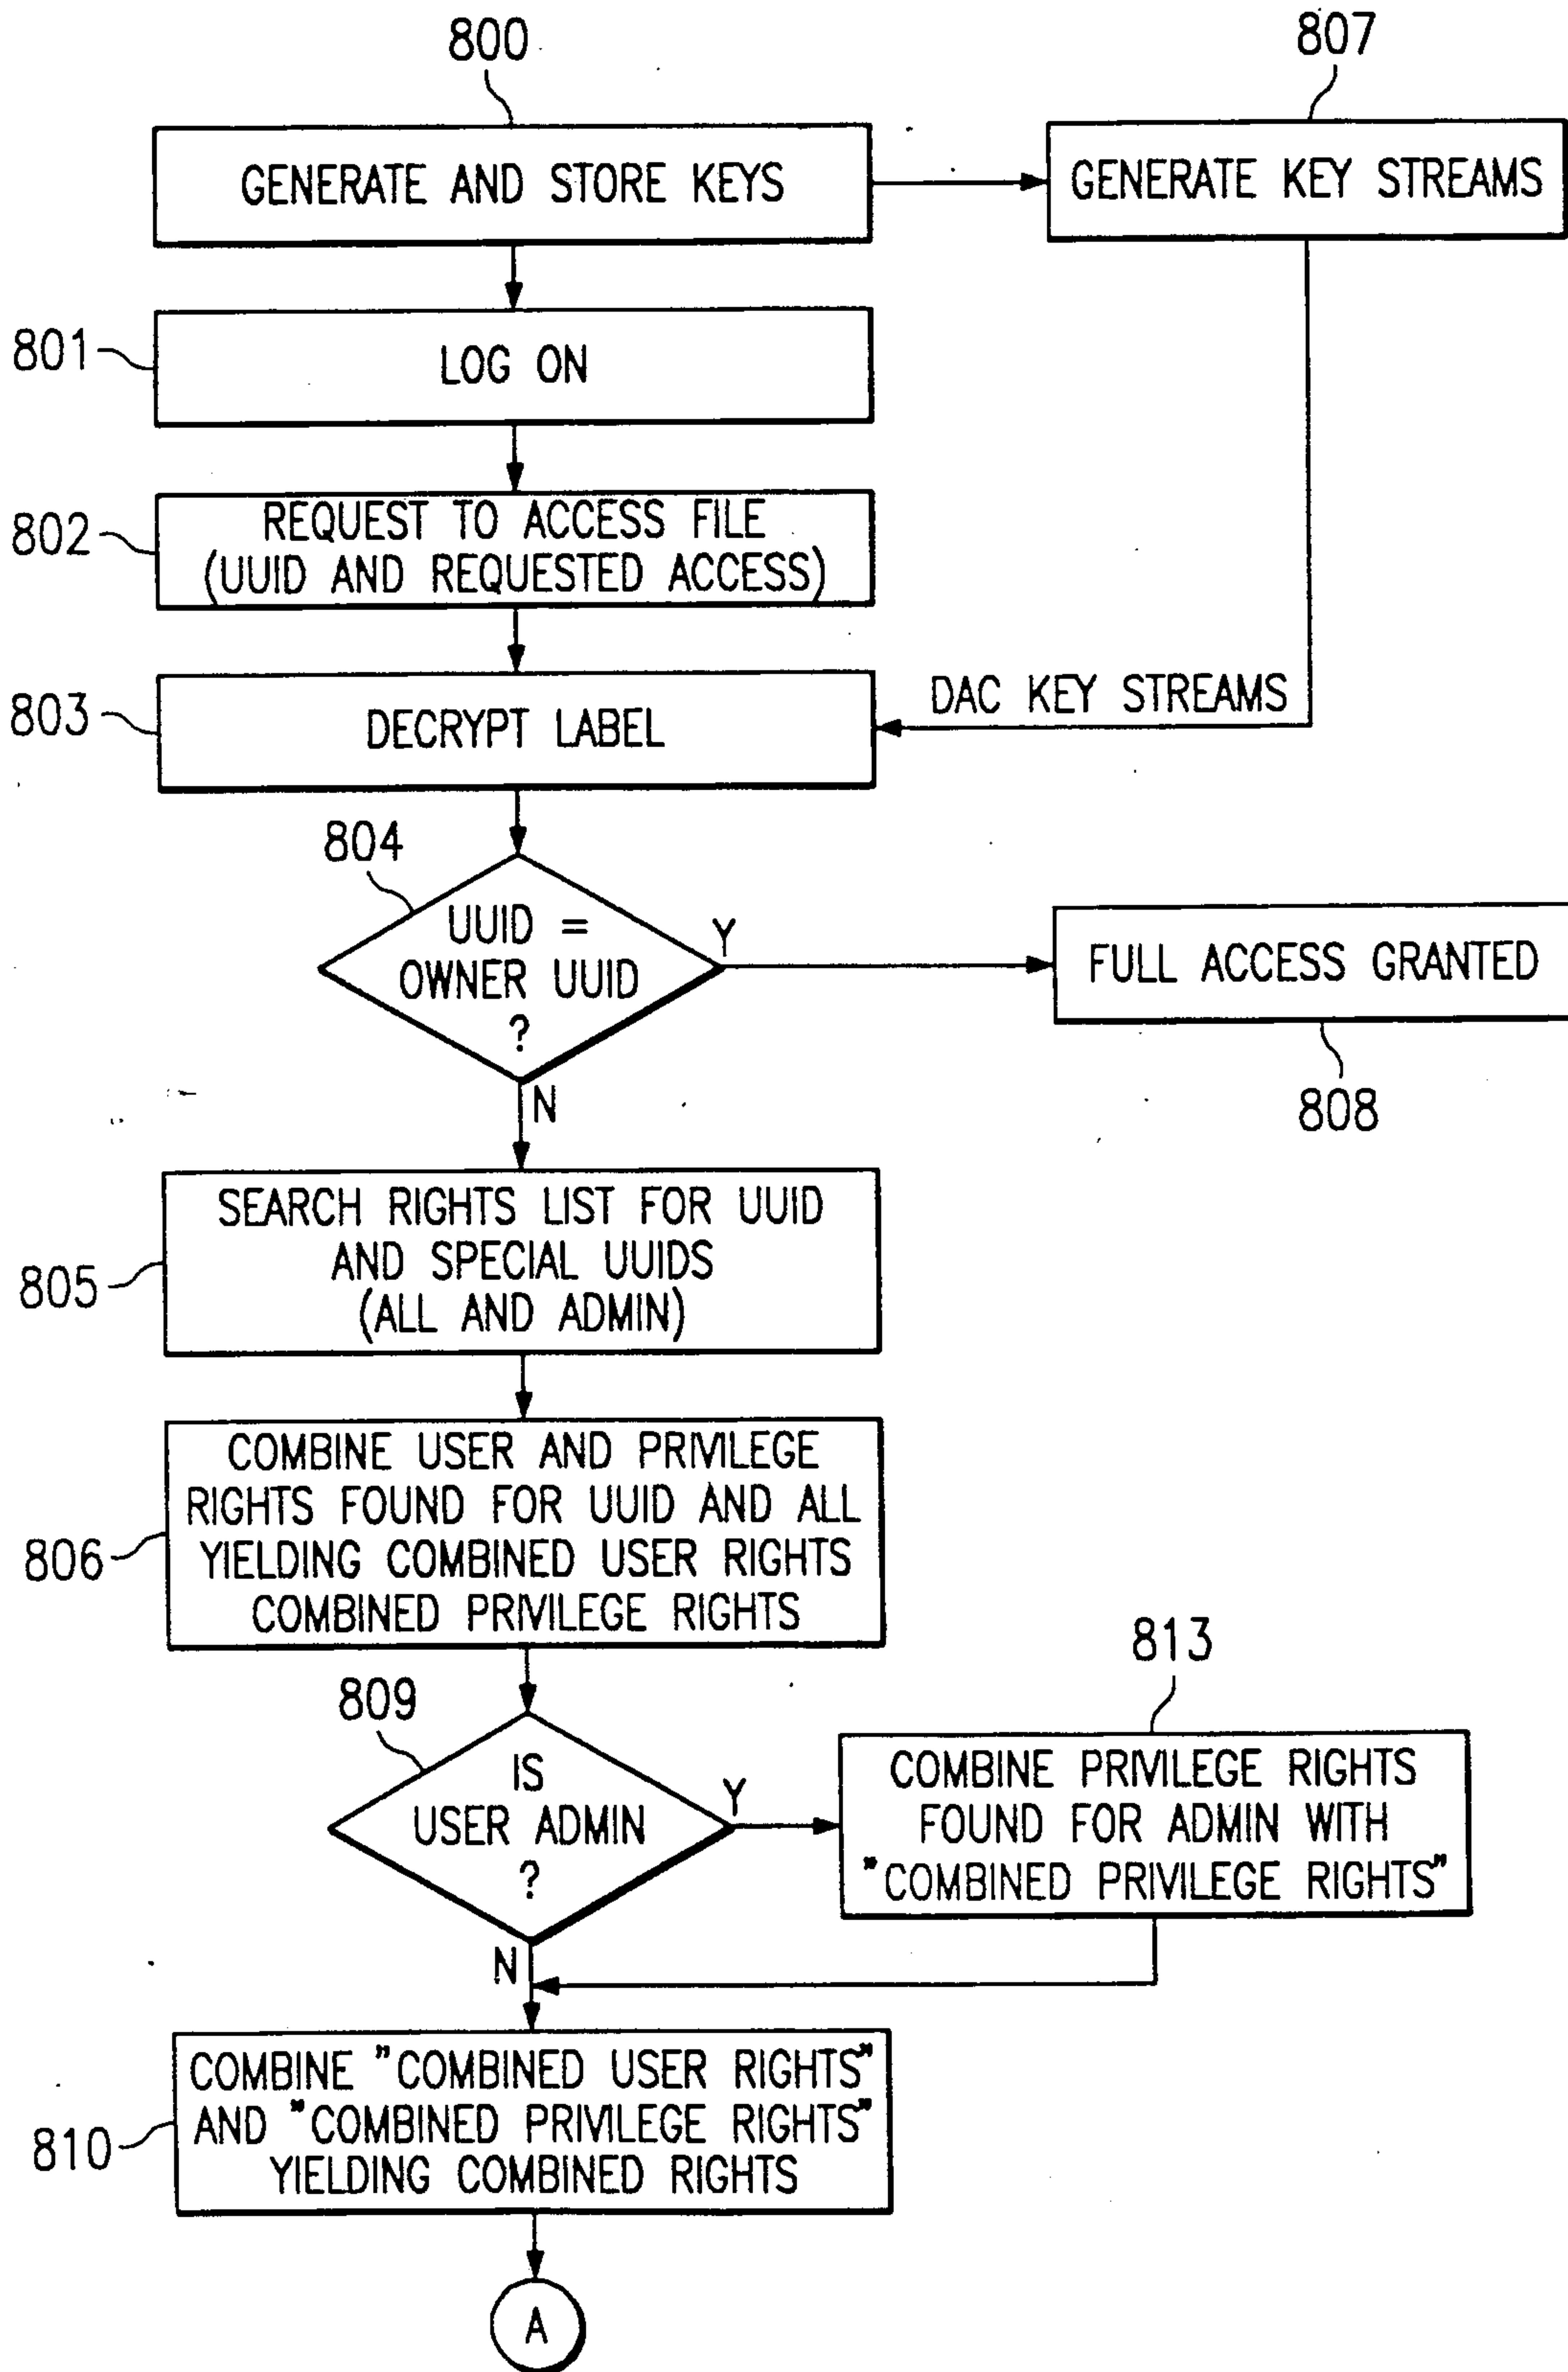 800
807
GENERATE AND STORE KEYS
GENERATE KEY STREAMS
801
LOG ON
802
REQUEST TO ACCESS FILE
(UUID AND REQUESTED ACCESS)
803
DECRYPT LABEL
DAC KEY STREAMS
804
UUID =
OWNER UUID
?
Y
N
FULL ACCESS GRANTED
808
805
SEARCH RIGHTS LIST FOR UUID
AND SPECIAL UUIDS
(ALL AND ADMIN)
806
COMBINE USER AND PRIVILEGE
RIGHTS FOUND FOR UUID AND ALL
YIELDING COMBINED USER RIGHTS
COMBINED PRIVILEGE RIGHTS
809
IS
USER ADMIN
?
Y
N
813
COMBINE PRIVILEGE RIGHTS
FOUND FOR ADMIN WITH
"COMBINED PRIVILEGE RIGHTS"
810
COMBINE "COMBINED USER RIGHTS"
AND "COMBINED PRIVILEGE RIGHTS"
YIELDING COMBINED RIGHTS
A